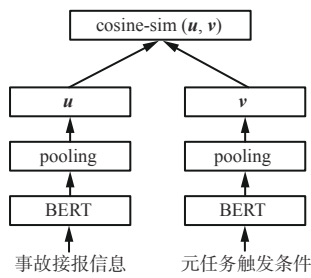 cosine-sim (u, v)
u
v
pooling
pooling
BERT
BERT
事故接报信息
元任务触发条件